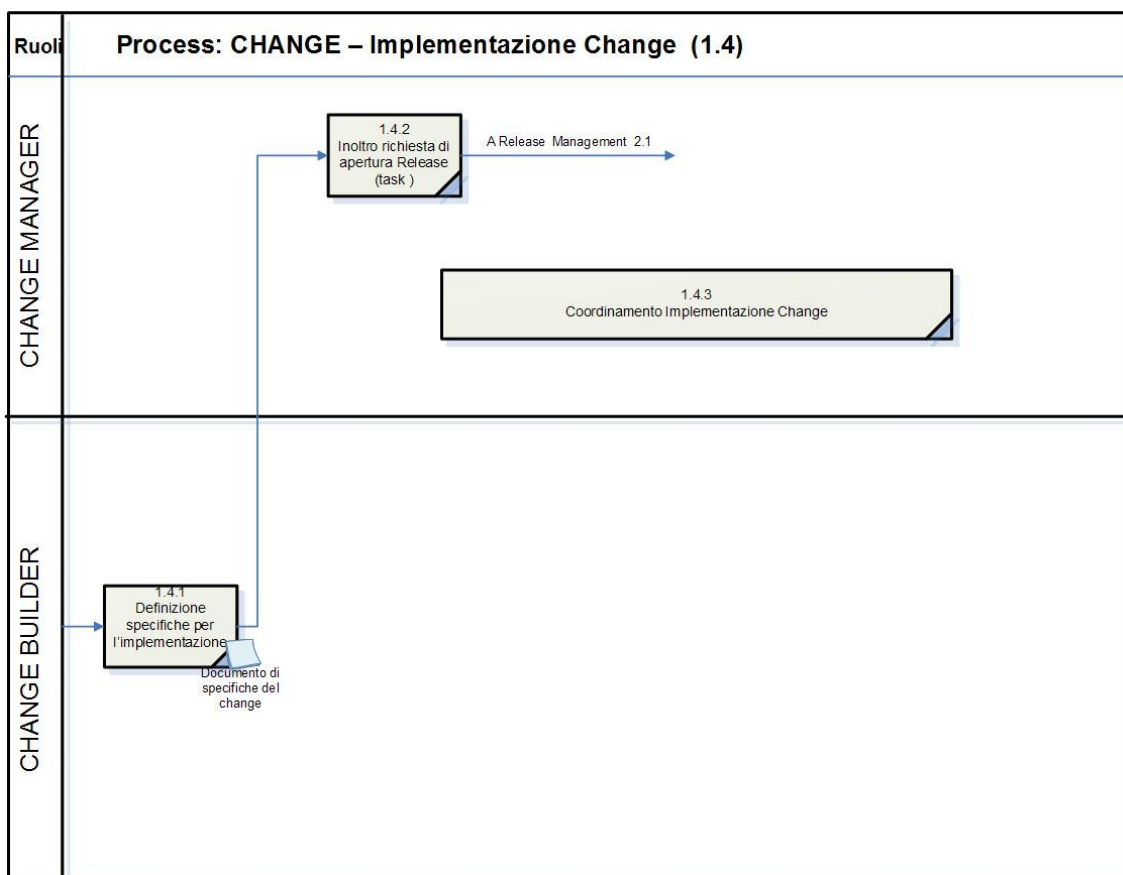 Ruoli
Process: CHANGE – Implementazione Change (1.4)
CHANGE MANAGER
1.4.2
Inoltro richiesta di
apertura Release
(task )
A Release Management 2.1
1.4.3
Coordinamento Implementazione Change
CHANGE BUILDER
1.4.1
Definizione
specifiche per
l'implementazione
Documento di
specifiche del
change